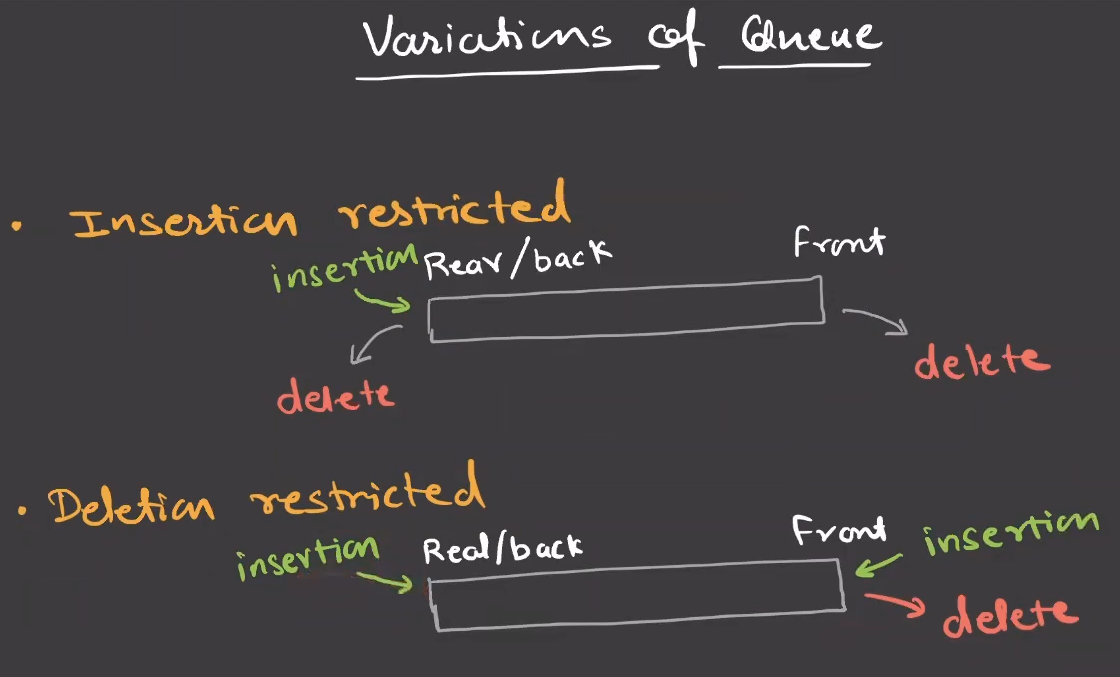 Variations of Queue
• Insertion restricted
insertion Rear/back Front
delete delete
• Deletion restricted
insertion Real/back Front insertion
delete